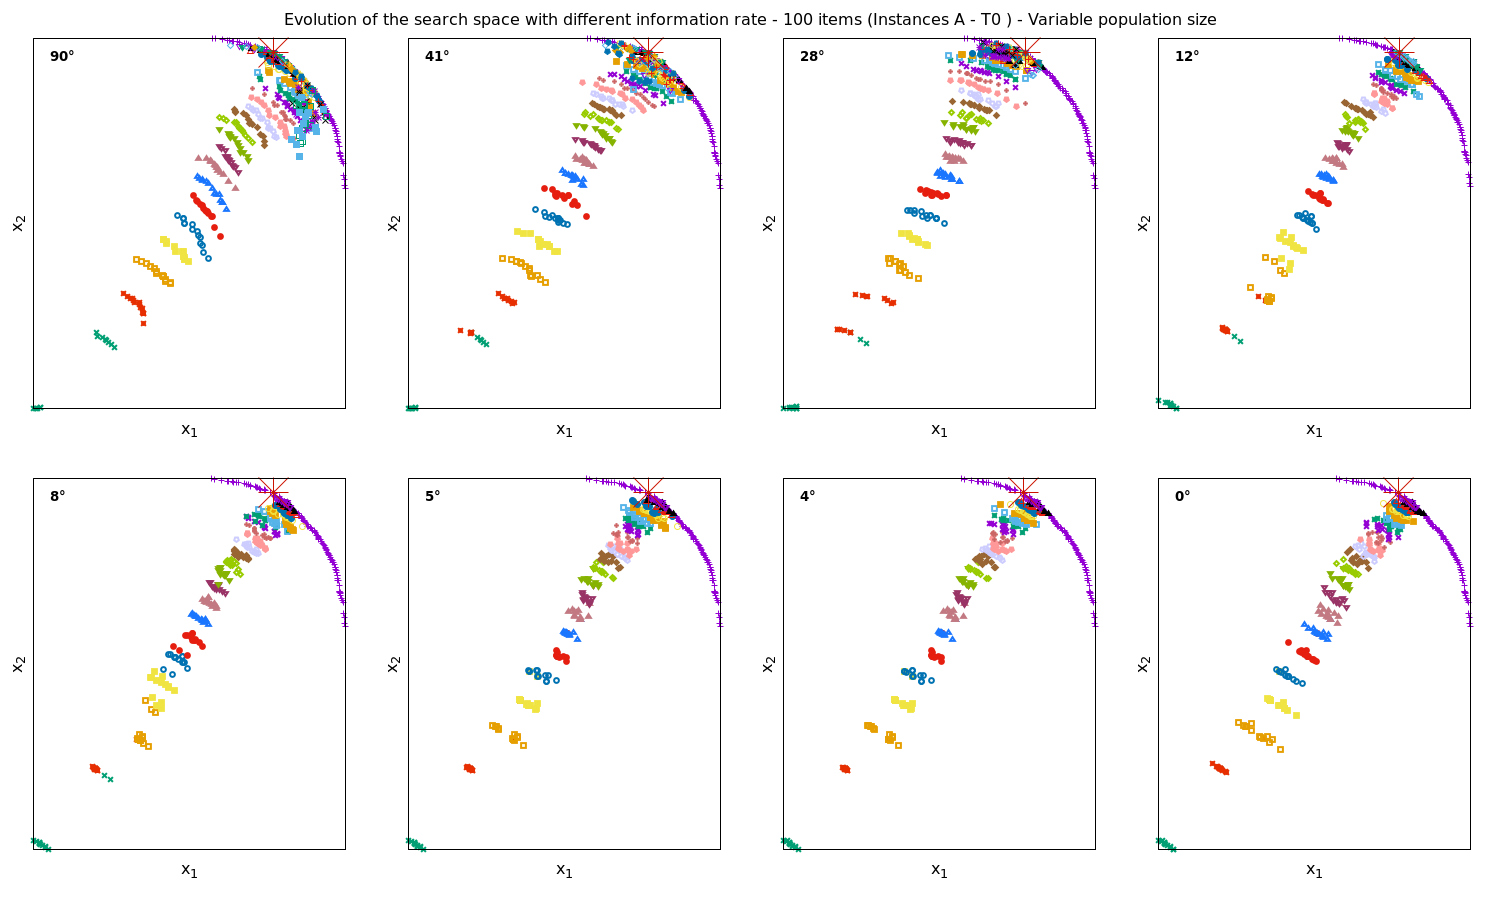 Evolution of the search space with different information rate - 100 items (Instances A - T0 ) - Variable population size
90°
41°
28°
12°
x2
x2
x2
x2
x1
x1
x1
x1
8°
5°
4°
0°
x2
x2
x2
x2
x1
x1
x1
x1